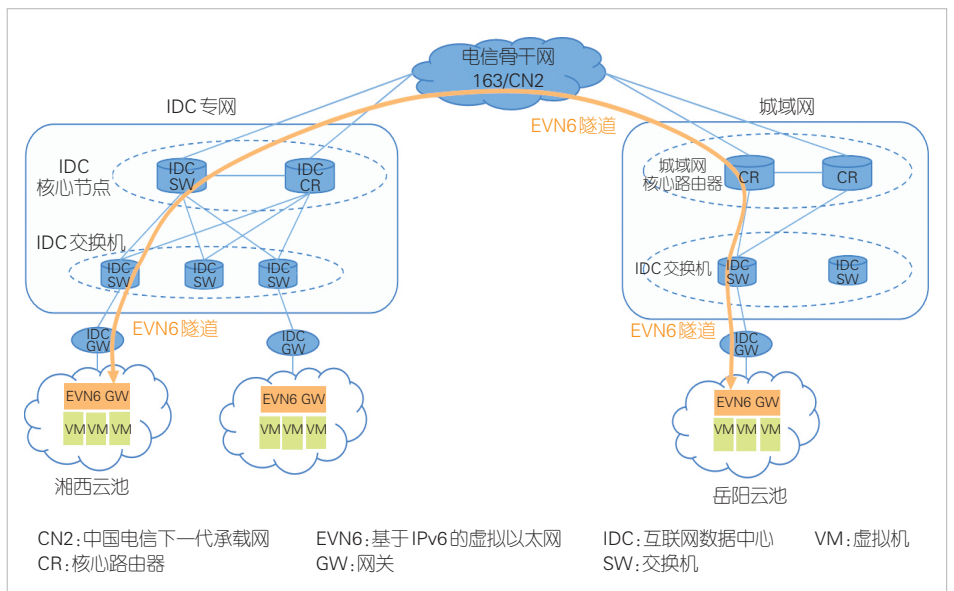 电信骨干网
163/CN2
IDC专网
城域网
EVN6隧道
IDC
核心节点
IDC
SW
IDC
CR
城域网
核心路由器
CR
CR
IDC交换机
IDC
SW
IDC
SW
IDC
SW
IDC交换机
IDC
SW
IDC
SW
EVN6隧道
EVN6隧道
IDC
GW
IDC
GW
IDC
GW
EVN6 GW
VM VM VM
EVN6 GW
VM VM VM
EVN6 GW
VM VM VM
湘西云池
岳阳云池
CN2:中国电信下一代承载网 EVN6:基于IPv6的虚拟以太网 IDC:互联网数据中心 VM:虚拟机
CR:核心路由器 GW:网关 SW:交换机